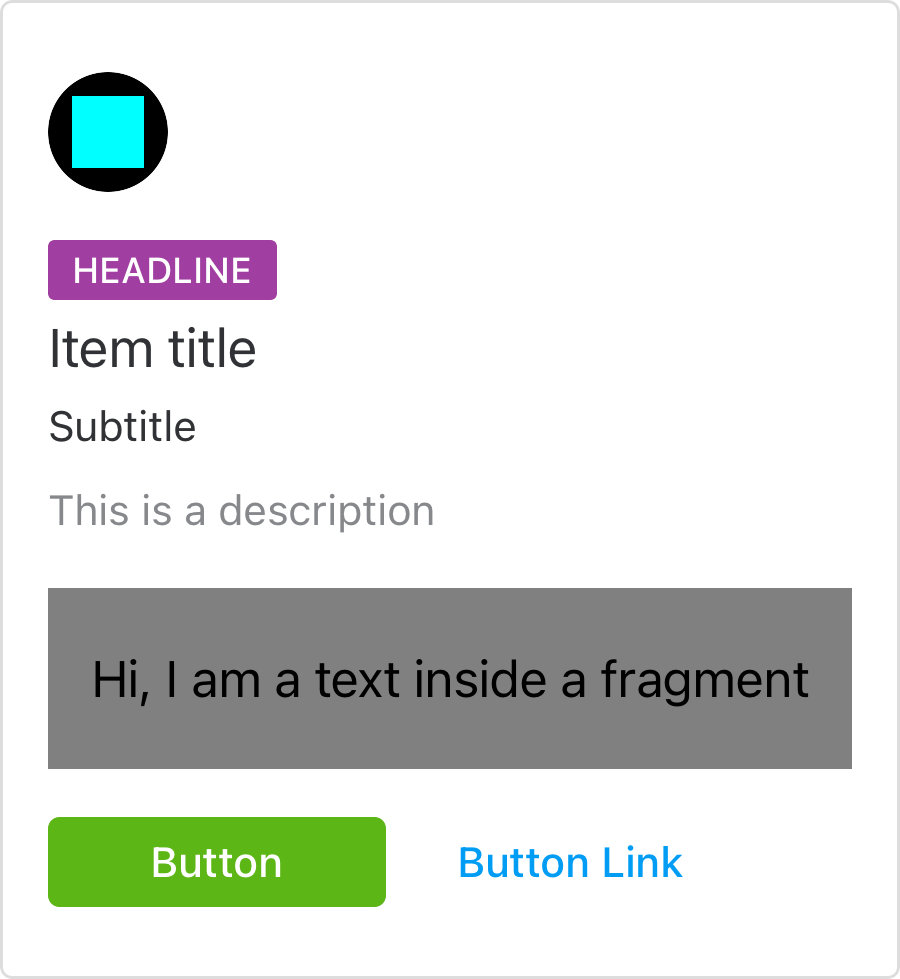 HEADLINE
Item title
Subtitle
This is a description
Hi, I am a text inside a fragment
Button
Button Link